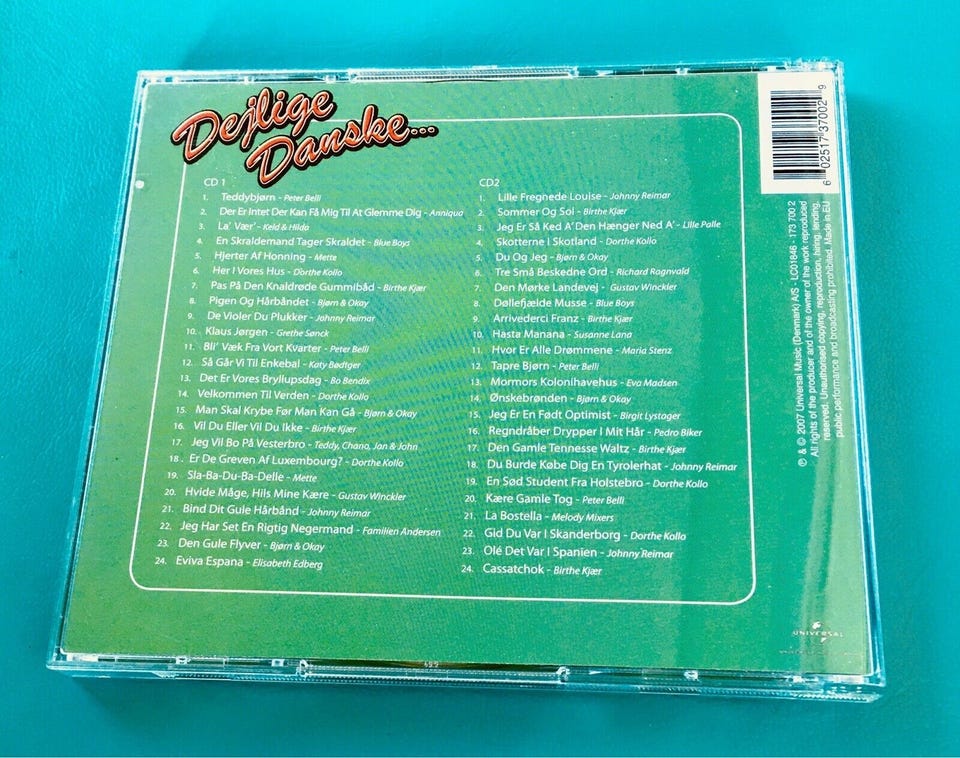 Dejlige
Danske...
CD 1
1. Teddybjørn - Peter Belli
2. Der Er Intet Der Kan Få Mig Til At Glemme Dig - Anniqua
3. La' Vær' - Keld & Hilda
4. En Skraldemand Tager Skraldet - Blue Boys
5. Hjerter Af Honning - Mette
6. Her I Vores Hus - Dorthe Kollo
7. Pas På Den Knaldrøde Gummibåd - Birthe Kjær
8. Pigen Og Hårbåndet - Bjørn & Okay
9. De Violer Du Plukker - Johnny Reimar
10. Klaus Jørgen - Grethe Sønck
11. Bli' Væk Fra Vort Kvarter - Peter Belli
12. Så Går Vi Til Enkebal - Katy Bødtger
13. Det Er Vores Bryllupsdag - Bo Bendix
14. Velkommen Til Verden - Dorthe Kollo
15. Man Skal Krybe Før Man Kan Gå - Bjørn & Okay
16. Vil Du Eller Vil Du Ikke - Birthe Kjær
17. Jeg Vil Bo På Vesterbro - Teddy, Chano, Jan & John
18. Er De Greven Af Luxembourg? - Dorthe Kollo
19. Sla-Ba-Du-Ba-Delle - Mette
20. Hvide Måge, Hils Mine Kære - Gustav Winckler
21. Bind Dit Gule Hårbånd - Johnny Reimar
22. Jeg Har Set En Rigtig Negermand - Familien Andersen
23. Den Gule Flyver - Bjørn & Okay
24. Eviva Espana - Elisabeth Edberg
CD2
1. Lille Fregnede Louise - Johnny Reimar
2. Sommer Og Sol - Birthe Kjær
3. Jeg Er Så Ked A' Den Hænger Ned A' - Lille Palle
4. Skotterne I Skotland - Dorthe Kollo
5. Du Og Jeg - Bjørn & Okay
6. Tre Små Beskedne Ord - Richard Ragnvald
7. Den Mørke Landevej - Gustav Winckler
8. Døllefjælde Musse - Blue Boys
9. Arrivederci Franz - Birthe Kjær
10. Hasta Manana - Susanne Lana
11. Hvor Er Alle Drømmene - Maria Stenz
12. Tapre Bjørn - Peter Belli
13. Mormors Kolonihavehus - Eva Madsen
14. Ønskebrønden - Bjørn & Okay
15. Jeg Er En Født Optimist - Birgit Lystager
16. Regndråber Drypper I Mit Hår - Pedro Biker
17. Den Gamle Tennesse Waltz - Birthe Kjær
18. Du Burde Købe Dig En Tyrolerhat - Johnny Reimar
19. En Sød Student Fra Holstebro - Dorthe Kollo
20. Kære Gamle Tog - Peter Belli
21. La Bostella - Melody Mixers
22. Gid Du Var I Skanderborg - Dorthe Kollo
23. Olé Det Var I Spanien - Johnny Reimar
24. Cassatchok - Birthe Kjær
6 02517 37002 9
℗ & © 2007 Universal Music (Denmark) A/S · LC01846 · 173 700 2
All rights of the producer and of the owner of the work reproduced
reserved. Unauthorised copying, reproduction, hiring, lending,
public performance and broadcasting prohibited. Made in EU
UNIVERSAL